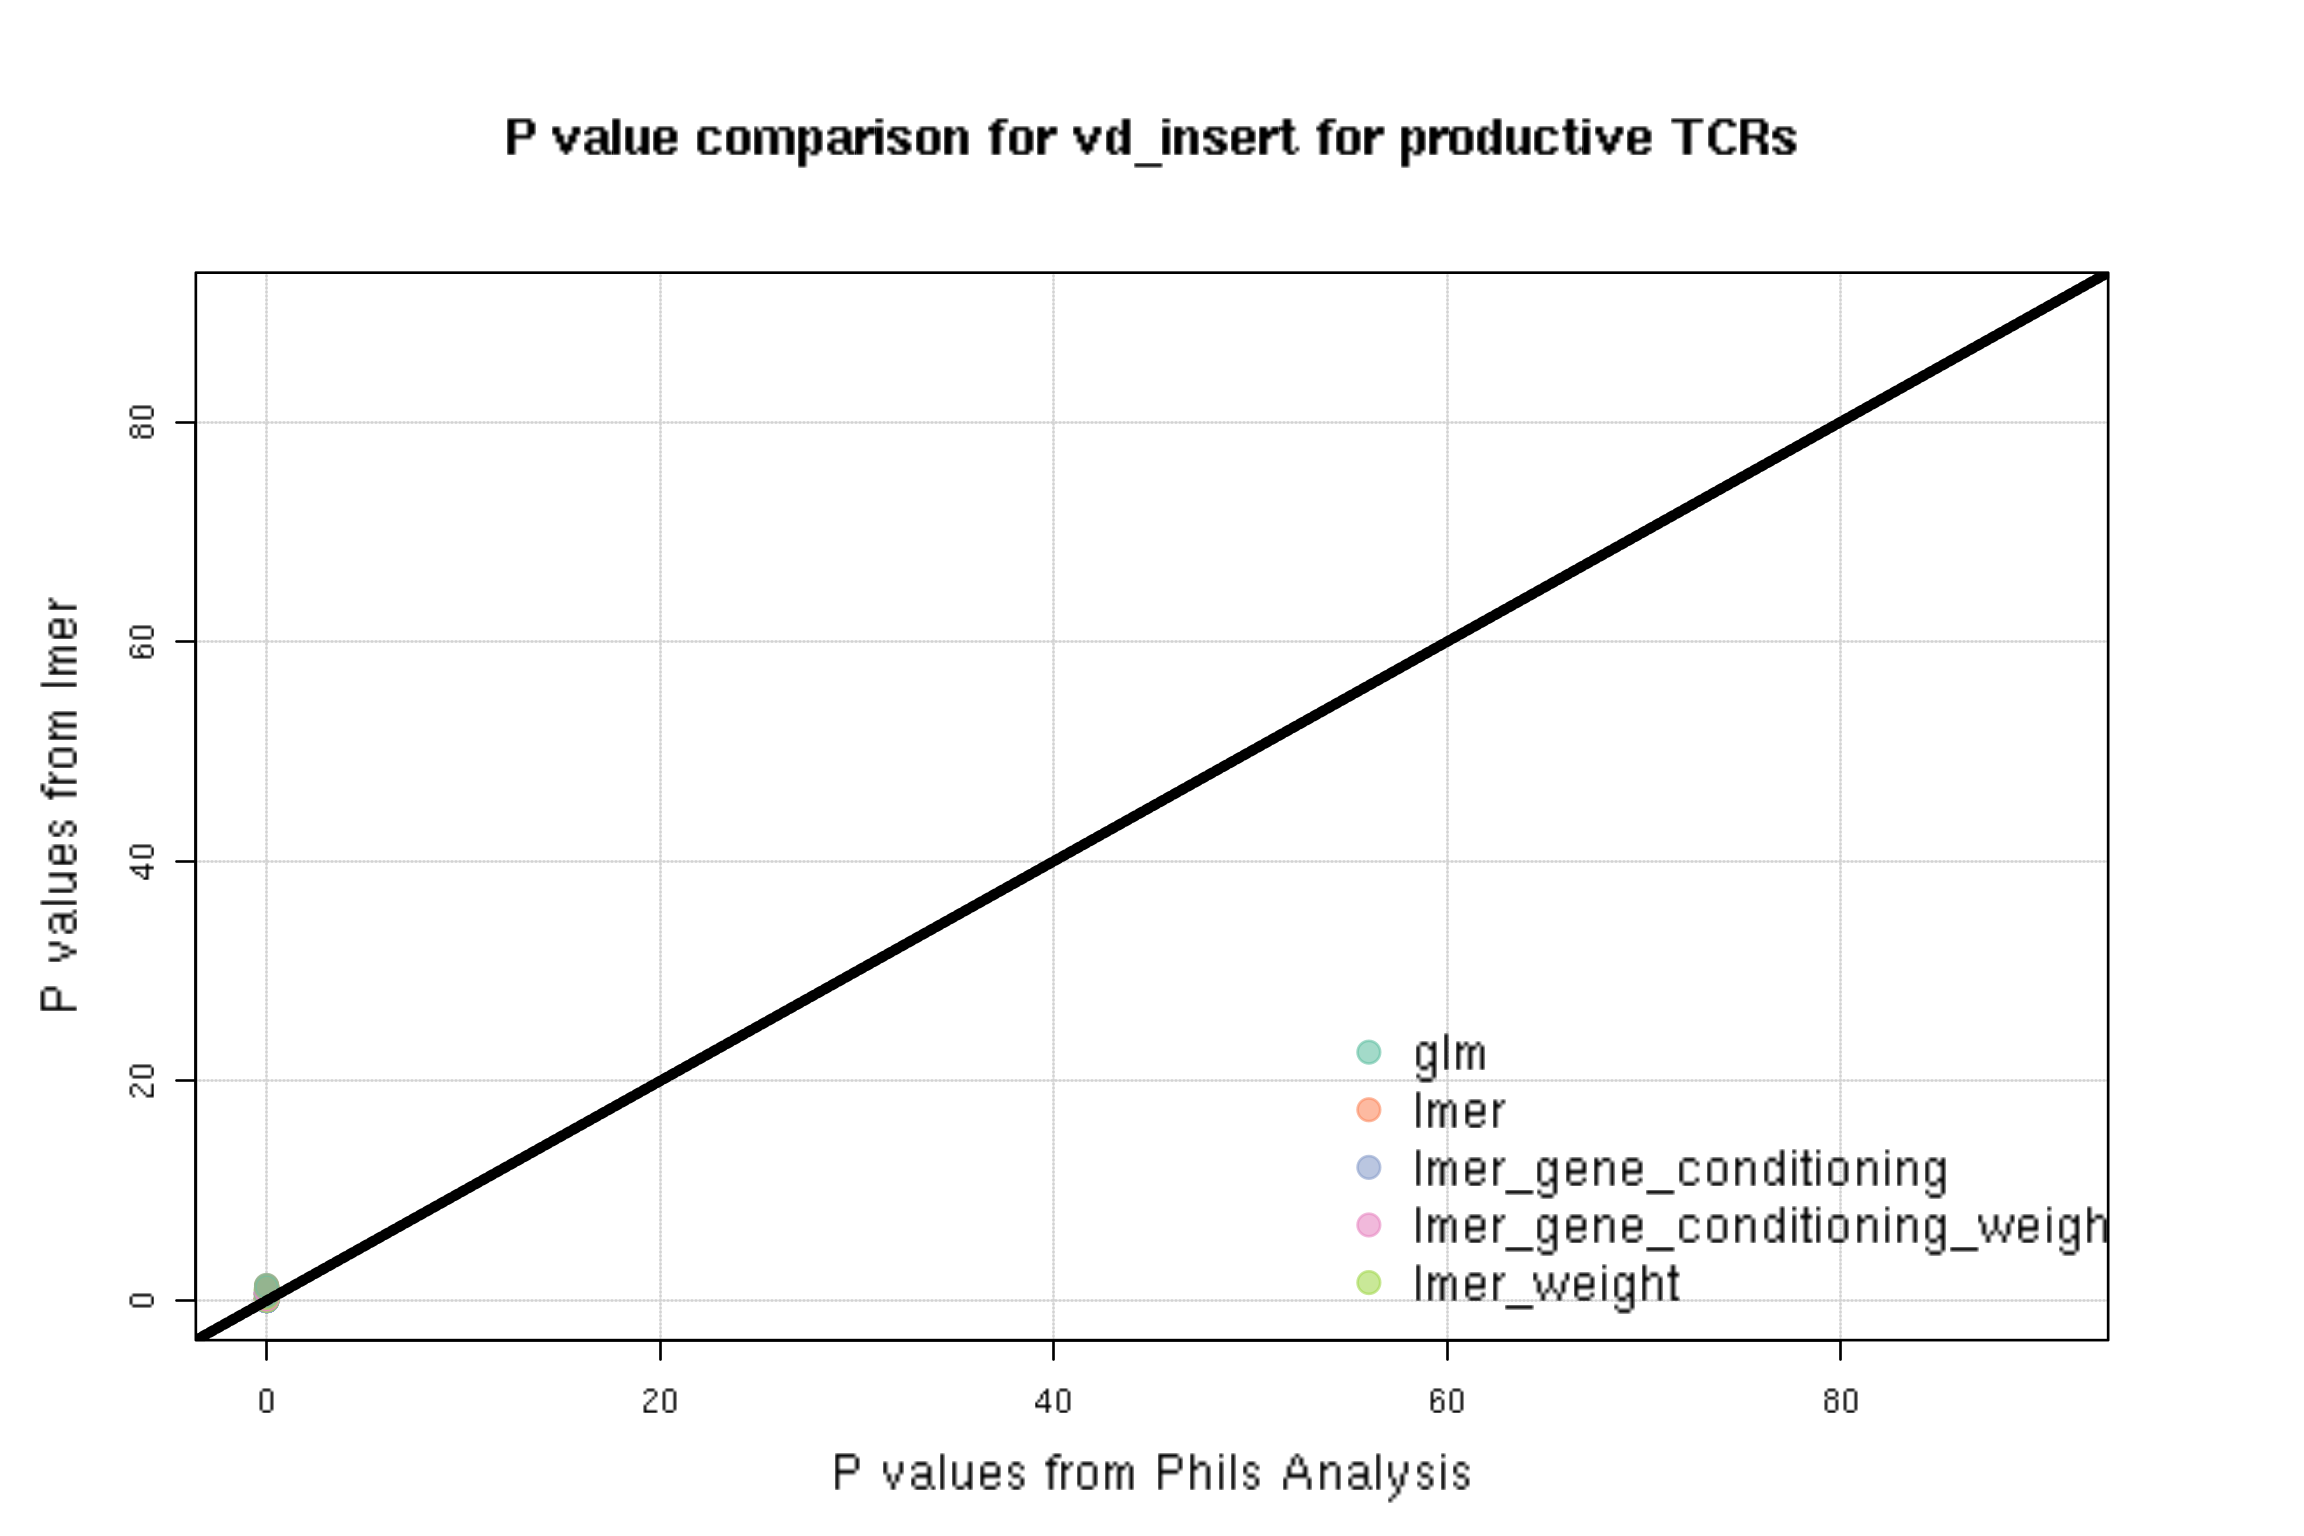 P value comparison for vd_insert for productive TCRs
P values from lmer
80
60
40
20
0
glm
lmer
lmer_gene_conditioning
lmer_gene_conditioning_weigh
lmer_weight
0 20 40 60 80
P values from Phils Analysis